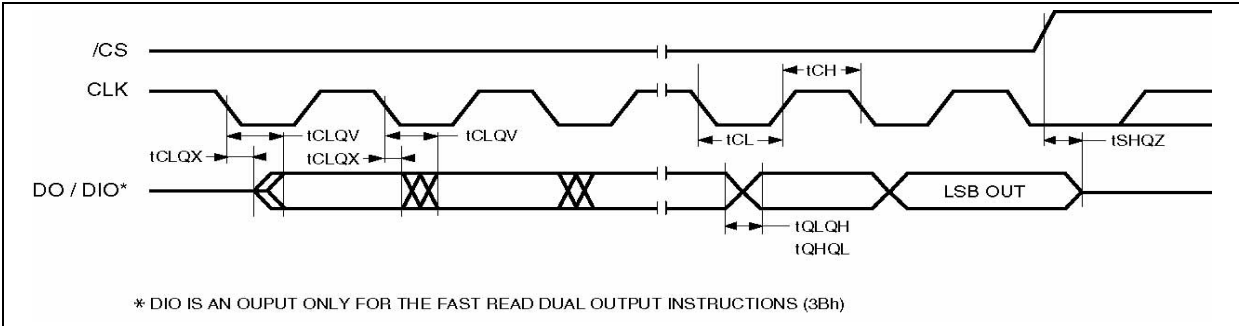 /CS
CLK
tCH
tCLQV
tCLQV
tCL
tSHQZ
tCLQX
tCLQX
DO / DIO*
LSB OUT
tQLQH
tQHQL
* DIO IS AN OUPUT ONLY FOR THE FAST READ DUAL OUTPUT INSTRUCTIONS (3Bh)